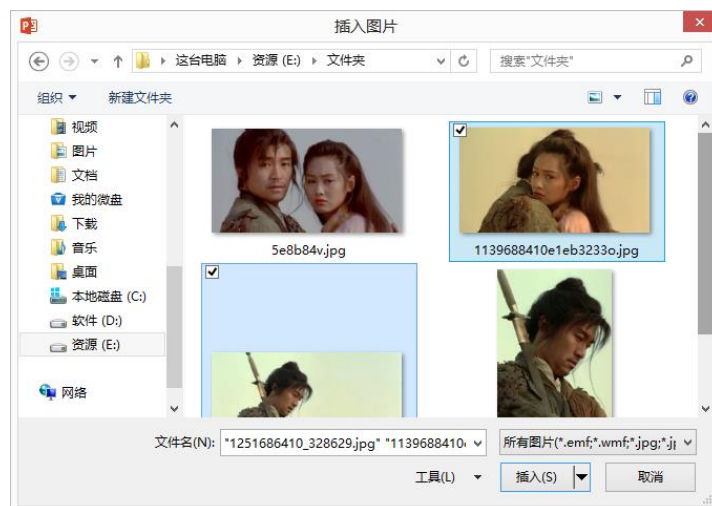 插入图片
这台电脑 资源 (E:) 文件夹
搜索"文件夹"
组织 新建文件夹
视频
图片
文档
我的微盘
下载
音乐
桌面
本地磁盘 (C:)
软件 (D:)
资源 (E:)
网络
5e8b84v.jpg
1139688410e1eb3233o.jpg
文件名(N): "1251686410_328629.jpg" "1139688410
所有图片(*.emf;*.wmf;*.jpg;*.j
工具(L) 插入(S) 取消